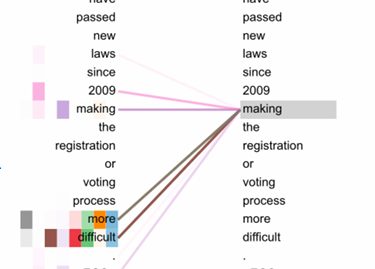 have have
passed passed
new new
laws laws
since since
2009 2009
making making
the the
registration registration
or or
voting voting
process process
more more
difficult difficult
. .